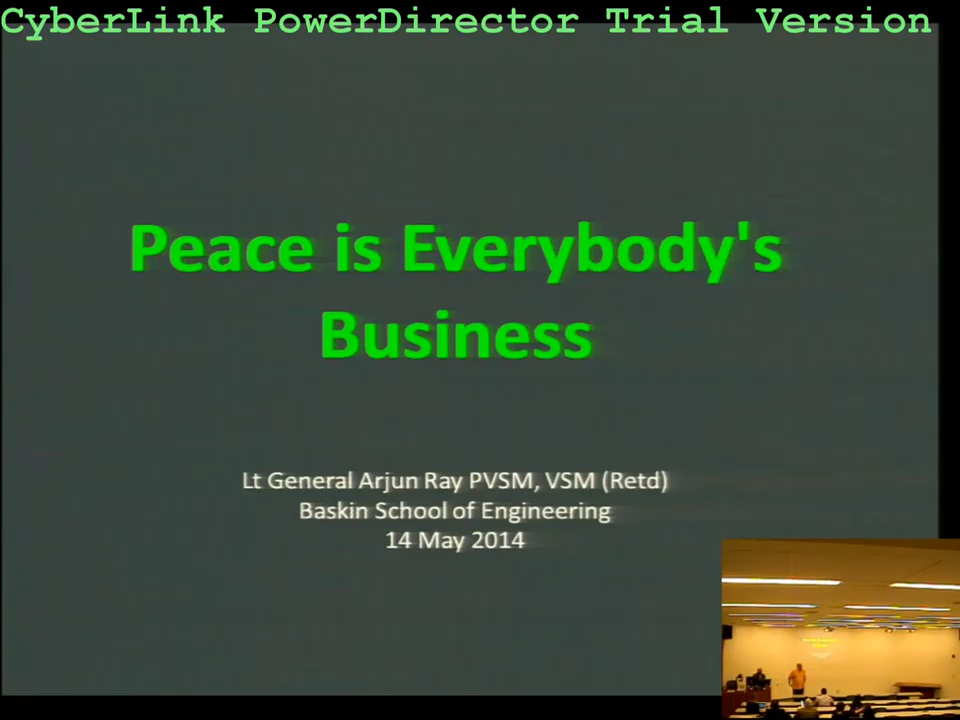 CyberLink PowerDirector Trial Version
Peace is Everybody's
Business
Lt General Arjun Ray PVSM, VSM (Retd)
Baskin School of Engineering
14 May 2014